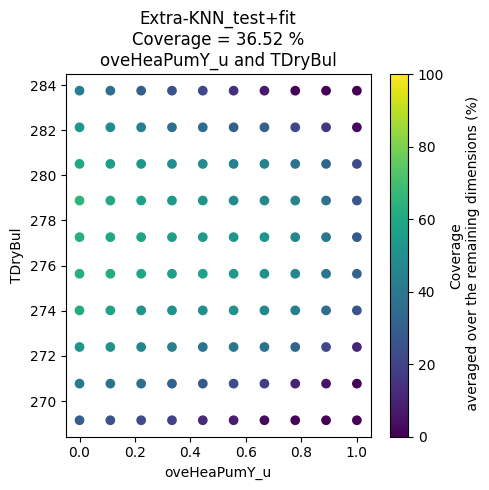 Extra-KNN_test+fit
Coverage = 36.52 %
oveHeaPumY_u and TDryBul
284
282
280
278
276
274
272
270
TDryBul
0.0 0.2 0.4 0.6 0.8 1.0
oveHeaPumY_u
100
80
60
40
20
0
Coverage
averaged over the remaining dimensions (%)